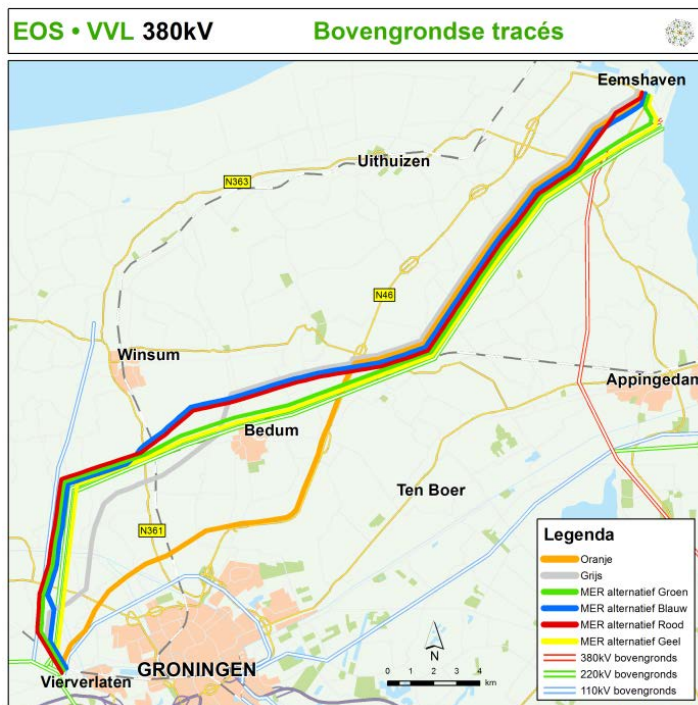 EOS • VVL 380kV Bovengrondse tracés
Eemshaven
Uithuizen
N363
N46
Winsum
Appingedam
Bedum
Ten Boer
N361
Legenda
Oranje
Grijs
MER alternatief Groen
MER alternatief Blauw
MER alternatief Rood
MER alternatief Geel
380kV bovengronds
220kV bovengronds
110kV bovengronds
N
0 0.5 1 2 3 4
km
GRONINGEN
Vierverlaten